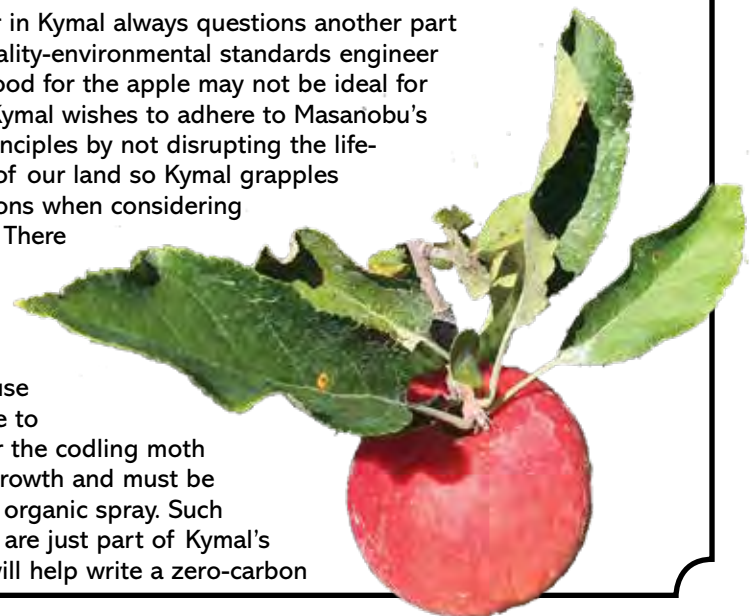 r in Kymal always questions another part
ality-environmental standards engineer
ood for the apple may not be ideal for
Kymal wishes to adhere to Masanobu’s
nciples by not disrupting the life-
of our land so Kymal grapples
ons when considering
There
use
e to
r the codling moth
rowth and must be
organic spray. Such
are just part of Kymal’s
will help write a zero-carbon